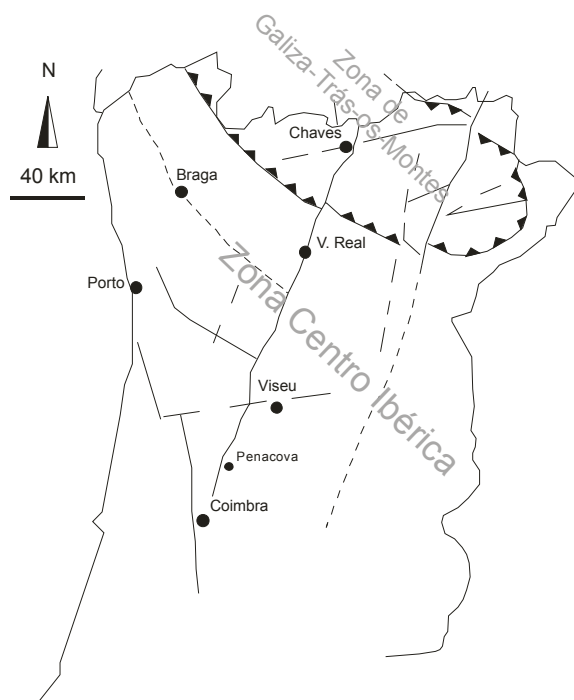 N
40 km
Zona de
Galiza-Trás-os-Montes
Chaves
Braga
V. Real
Porto
Zona Centro Ibérica
Viseu
Penacova
Coimbra